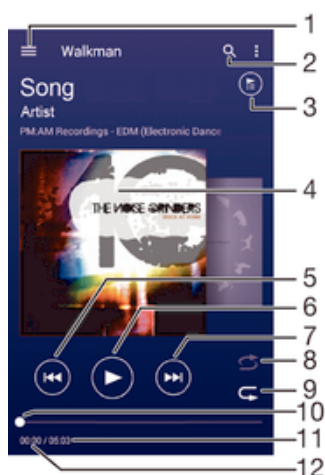 1
Walkman
2
Song
Artist
3
PM:AM Recordings - EDM (Electronic Dance
4
10
THE NOISE GRINDERS
5
6
7
8
9
10
00:00 / 05:03
11
12